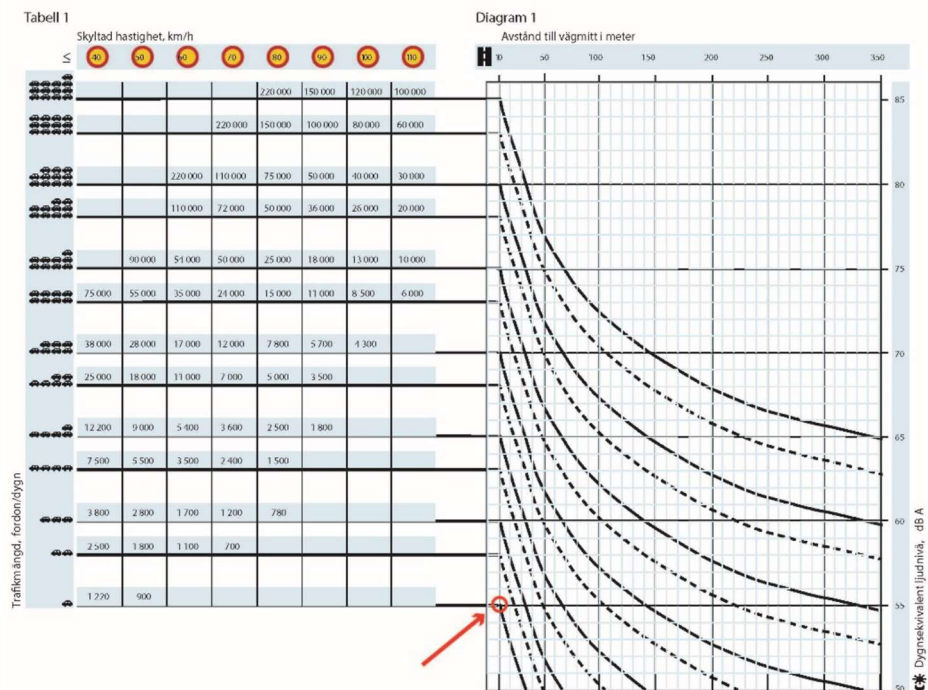 Tabell 1
Skyltad hastighet, km/h
≤ 40 50 60 70 80 90 100 110
220 000 150 000 120 000 100 000
220 000 150 000 100 000 80 000 60 000
220 000 110 000 75 000 50 000 40 000 30 000
110 000 72 000 50 000 36 000 26 000 20 000
90 000 54 000 50 000 25 000 18 000 13 000 10 000
75 000 55 000 35 000 24 000 15 000 11 000 8 500 6 000
38 000 28 000 17 000 12 000 7 800 5 700 4 300
25 000 18 000 11 000 7 000 5 000 3 500
12 200 9 000 5 400 3 600 2 500 1 800
7 500 5 500 3 500 2 400 1 500
3 800 2 800 1 700 1 200 780
2 500 1 800 1 100 700
1 220 900
Trafikmängd, fordon/dygn
Diagram 1
Avstånd till vägmitt i meter
10 50 100 150 200 250 300 350
85
80
75
70
65
60
55
50
Dygnsekvivalent ljudnivå, dB A